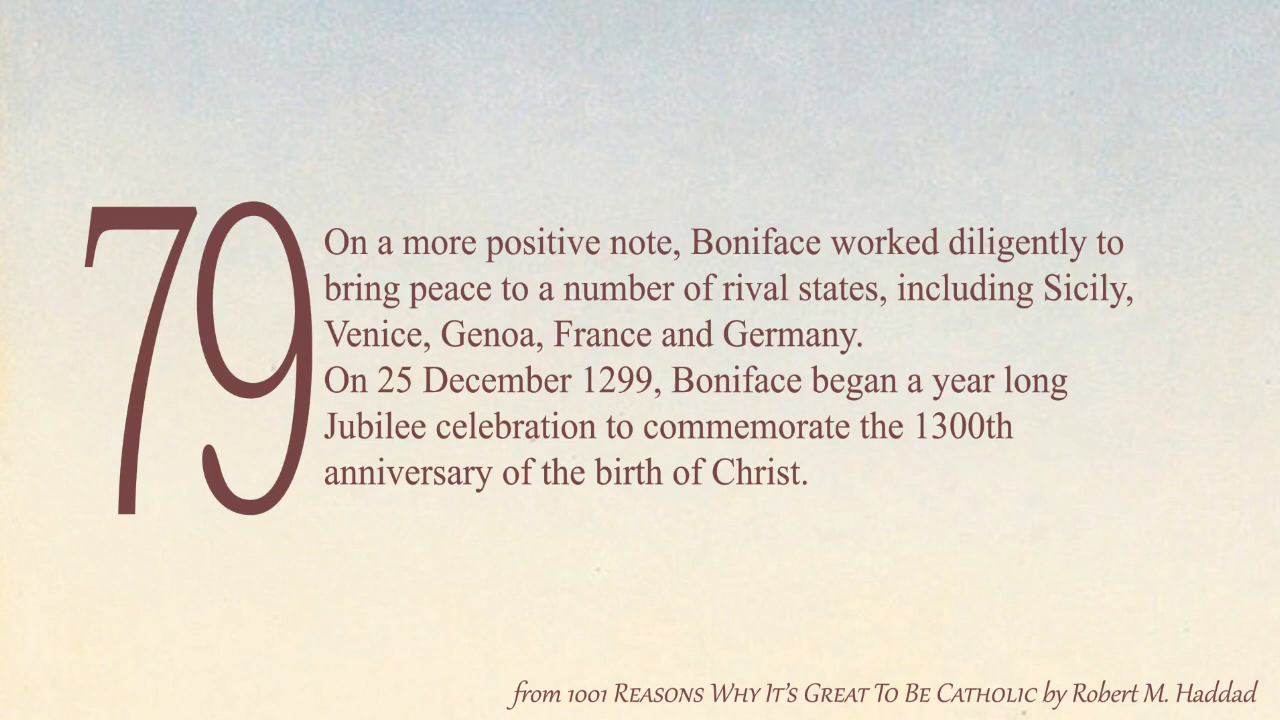 79
On a more positive note, Boniface worked diligently to
bring peace to a number of rival states, including Sicily,
Venice, Genoa, France and Germany.
On 25 December 1299, Boniface began a year long
Jubilee celebration to commemorate the 1300th
anniversary of the birth of Christ.
from 1001 Reasons Why It's Great To Be Catholic by Robert M. Haddad